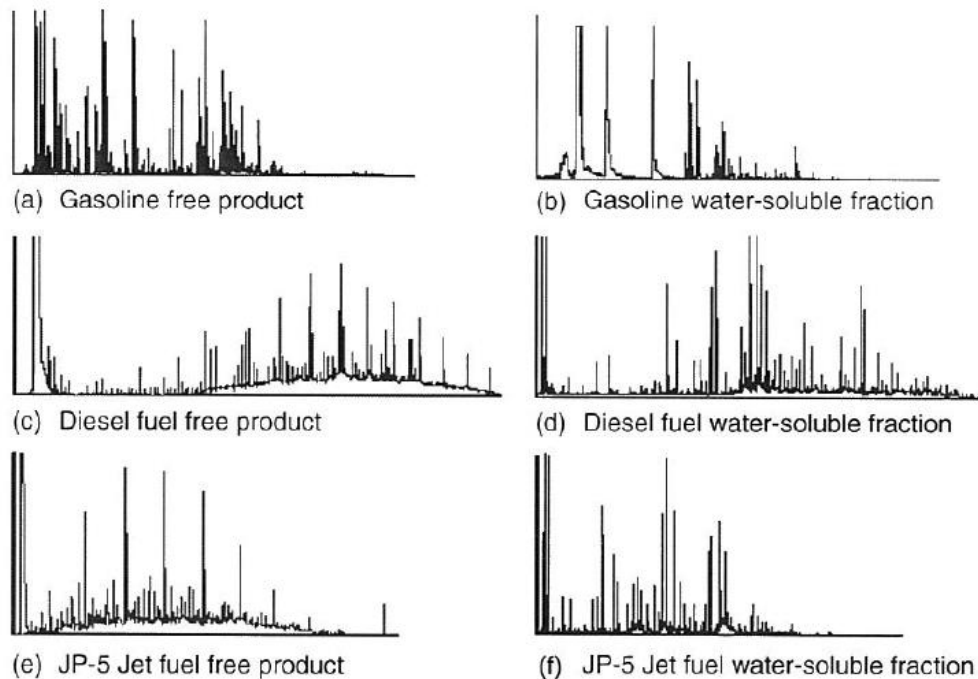 (a) Gasoline free product
(b) Gasoline water-soluble fraction
(c) Diesel fuel free product
(d) Diesel fuel water-soluble fraction
(e) JP-5 Jet fuel free product
(f) JP-5 Jet fuel water-soluble fraction